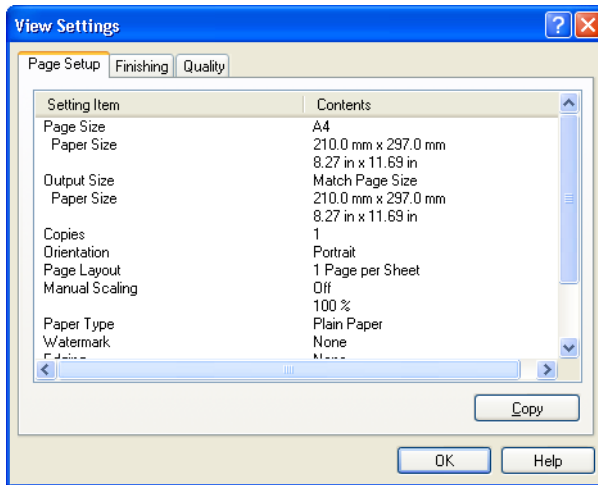 View Settings
Page Setup Finishing Quality
Setting Item Contents
Page Size A4
Paper Size 210.0 mm x 297.0 mm
8.27 in x 11.69 in
Output Size Match Page Size
Paper Size 210.0 mm x 297.0 mm
8.27 in x 11.69 in
Copies 1
Orientation Portrait
Page Layout 1 Page per Sheet
Manual Scaling Off
100 %
Paper Type Plain Paper
Watermark None
Copy
OK Help